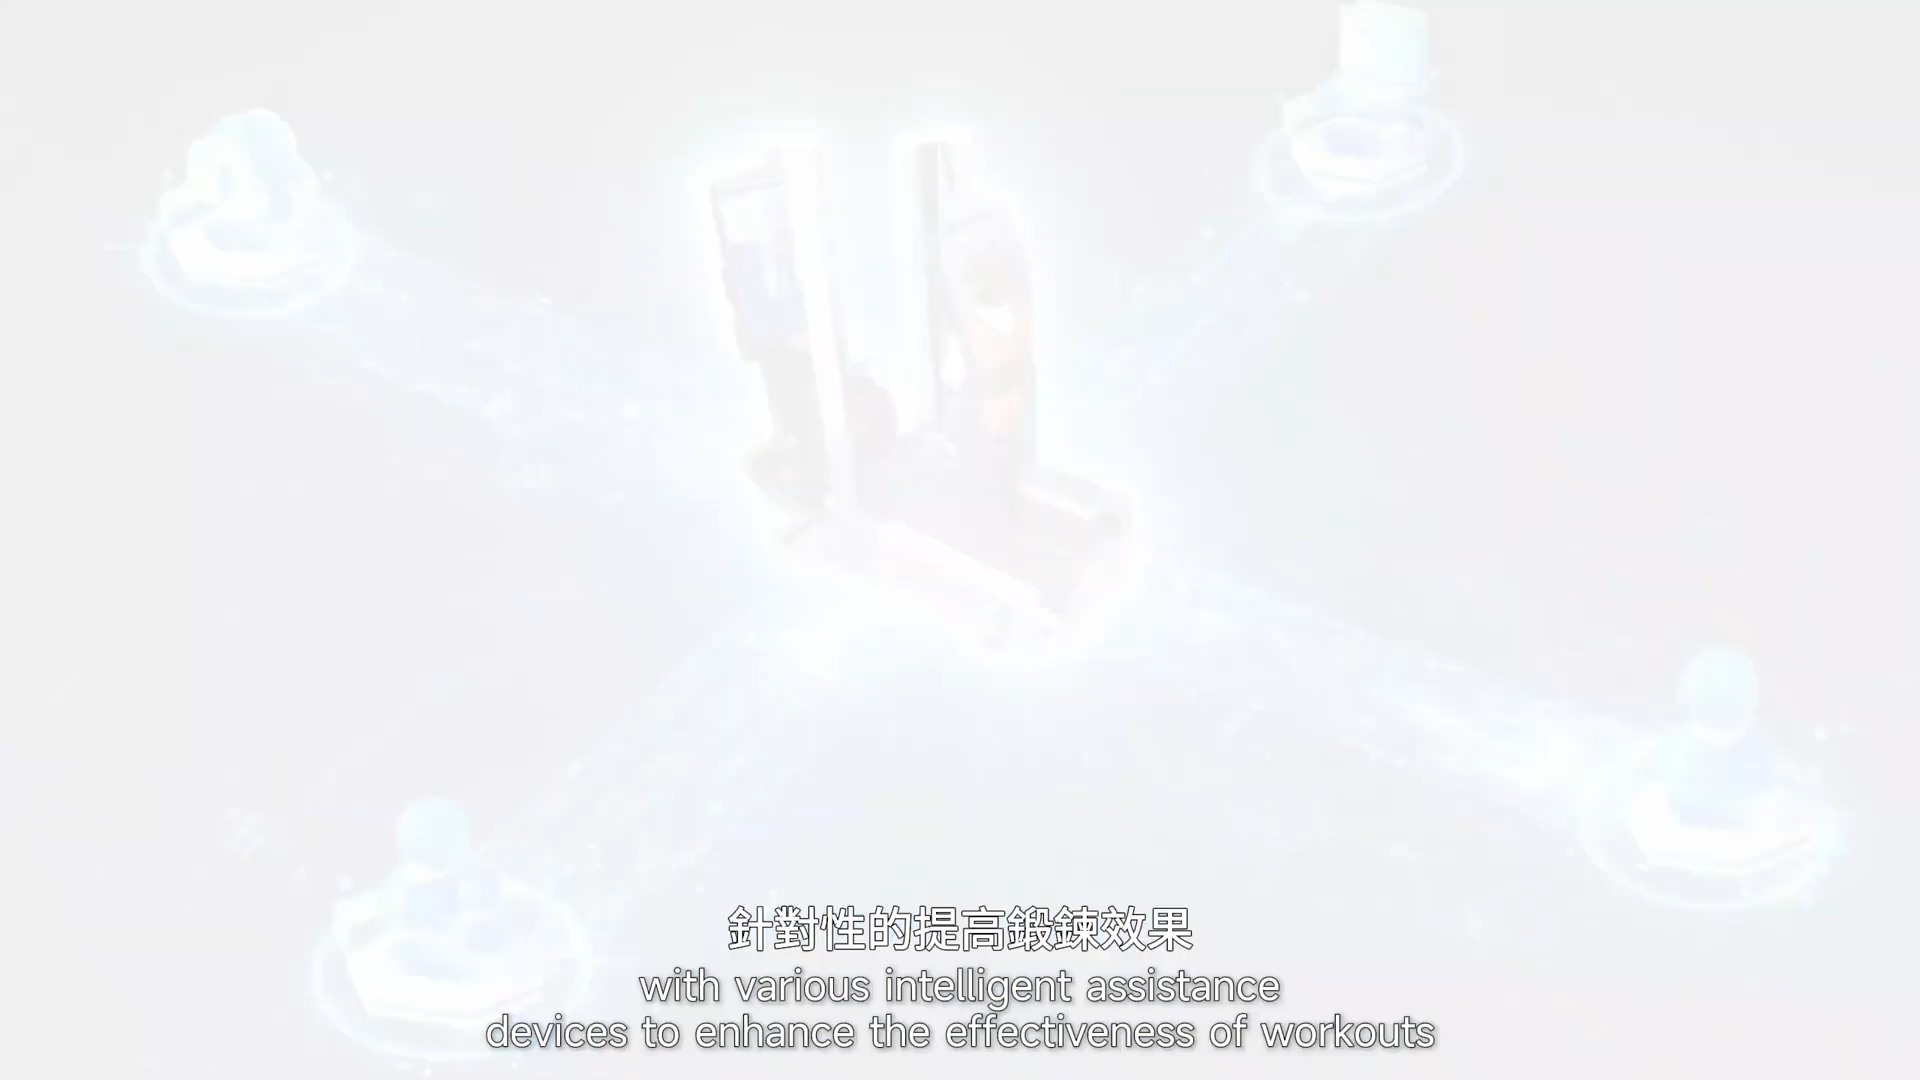 針對性的提高鍛鍊效果
with various intelligent assistance
devices to enhance the effectiveness of workouts